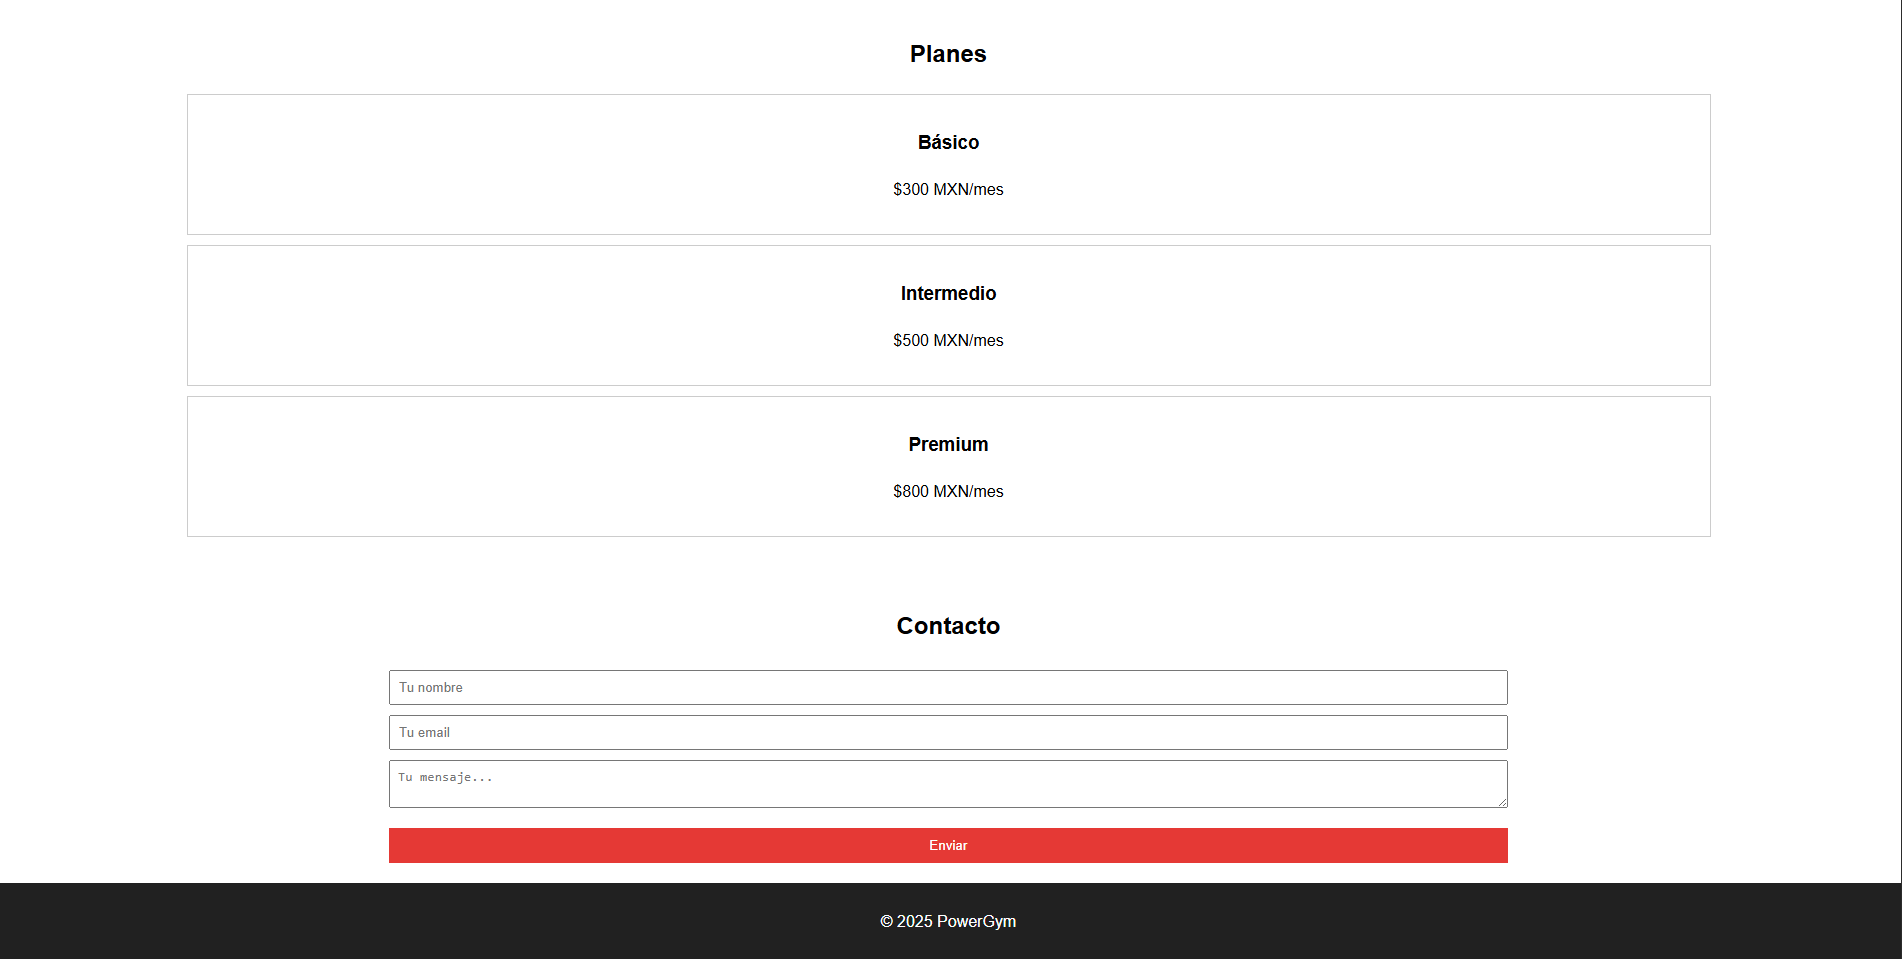 Planes
Básico
$300 MXN/mes
Intermedio
$500 MXN/mes
Premium
$800 MXN/mes
Contacto
Tu nombre
Tu email
Tu mensaje...
Enviar
© 2025 PowerGym